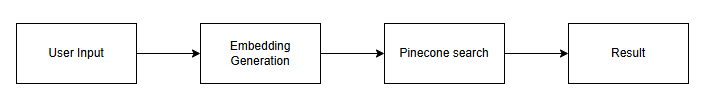 User Input
Embedding
Generation
Pinecone search
Result